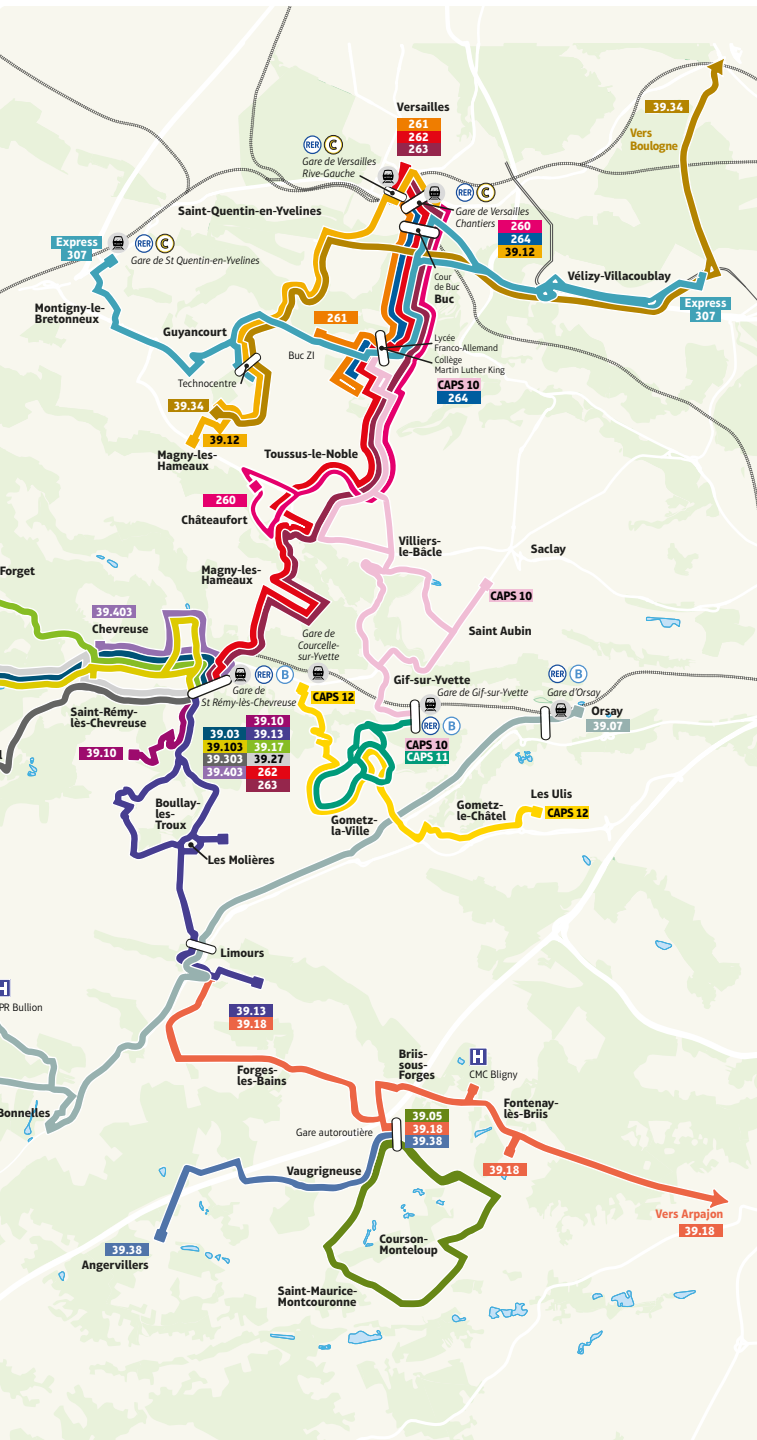 39.34
Vers
Boulogne
Versailles
261
262
263
RER C
Gare de Versailles
Rive-Gauche
RER C
Gare de Versailles
Chantiers
260
264
39.12
Saint-Quentin-en-Yvelines
Express
307
RER C
Gare de St Quentin-en-Yvelines
Cour
de Buc
Buc
Vélizy-Villacoublay
Express
307
Montigny-le-
Bretonneux
Guyancourt
261
Buc ZI
Lycée
Franco-Allemand
Collège
Martin Luther King
CAPS 10
264
Technocentre
39.34
39.12
Magny-les-
Hameaux
Toussus-le-Noble
260
Châteaufort
Villiers-
le-Bâcle
Saclay
Forget
Magny-les-
Hameaux
CAPS 10
39.403
Chevreuse
Saint Aubin
Gare de
Courcelle-
sur-Yvette
RER B
Gare de
St Rémy-lès-Chevreuse
CAPS 12
Gif-sur-Yvette
Gare de Gif-sur-Yvette
RER B
RER B
Gare d'Orsay
Orsay
39.07
Saint-Rémy-
lès-Chevreuse
39.10
39.10
39.03 39.13
39.103 39.17
39.303 39.27
39.403 262
263
CAPS 10
CAPS 11
Boullay-
les-
Troux
Gometz-
la-Ville
Gometz-
le-Châtel
Les Ulis
CAPS 12
Les Molières
Limours
H
PR Bullion
39.13
39.18
Forges-
les-Bains
Briis-
sous-
Forges
H
CMC Bligny
Fontenay-
lès-Briis
Bonnelles
Gare autoroutière
39.05
39.18
39.38
39.18
Vaugrigneuse
Vers Arpajon
39.18
39.38
Angervillers
Courson-
Monteloup
Saint-Maurice-
Montcouronne